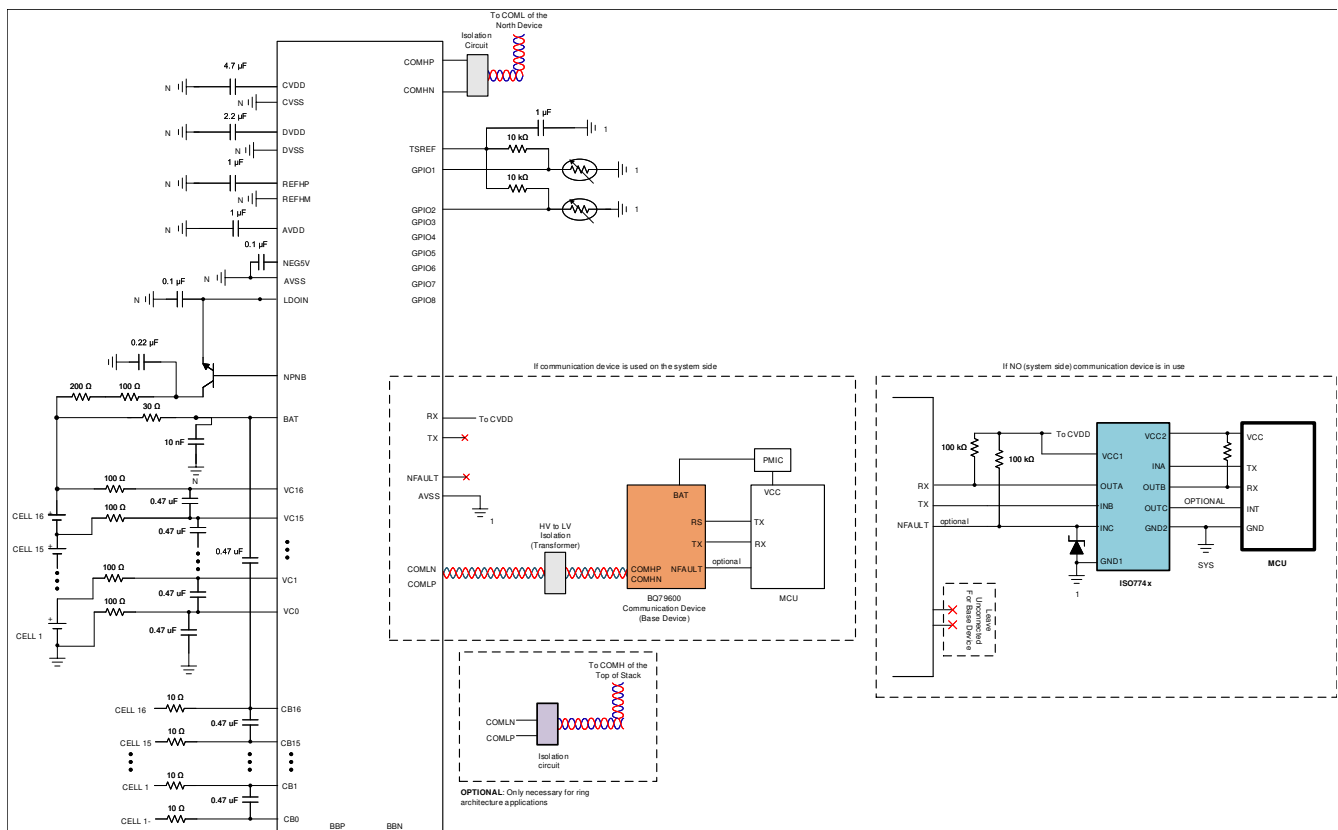 To COML of the
North Device
Isolation
Circuit
COMHP
COMHN
4.7 µF
N
CVDD
N
CVSS
2.2 µF
N
DVDD
N
DVSS
1 µF
N
REFHP
N
REFHM
1 µF
N
AVDD
0.1 µF
NEG5V
N
AVSS
0.1 µF
N
LDOIN
0.22 µF
NPNB
200 Ω
100 Ω
30 Ω
BAT
10 nF
N
100 Ω
VC16
0.47 uF
100 Ω
VC15
CELL 16
+
0.47 uF
CELL 15
+
0.47 uF
100 Ω
VC1
0.47 uF
100 Ω
VC0
+
CELL 1
0.47 uF
10 Ω
CELL 16
CB16
0.47 uF
10 Ω
CELL 15
CB15
10 Ω
CELL 1
CB1
0.47 uF
10 Ω
CELL 1-
CB0
BBP
BBN
1 µF
1
10 kΩ
TSREF
GPIO1
1
10 kΩ
GPIO2
1
GPIO3
GPIO4
GPIO5
GPIO6
GPIO7
GPIO8
If communication device is used on the system side
RX
To CVDD
TX
NFAULT
AVSS
1
HV to LV
Isolation
(Transformer)
COMLN
COMLP
PMIC
BAT
VCC
RS
TX
TX
RX
NFAULT
optional
COMHP
COMHN
BQ79600
Communication Device
(Base Device)
MCU
To COMH of the
Top of Stack
COMLN
COMLP
Isolation
circuit
OPTIONAL: Only necessary for ring
architecture applications
If NO (system side) communication device is in use
100 kΩ
To CVDD
100 kΩ
VCC2
VCC1
VCC
INA
TX
RX
OUTA
OUTB
RX
TX
INB
OUTC
OPTIONAL
INT
NFAULT
optional
INC
GND2
GND
GND1
1
SYS
ISO774x
MCU
Leave
Unconnected
For Base Device